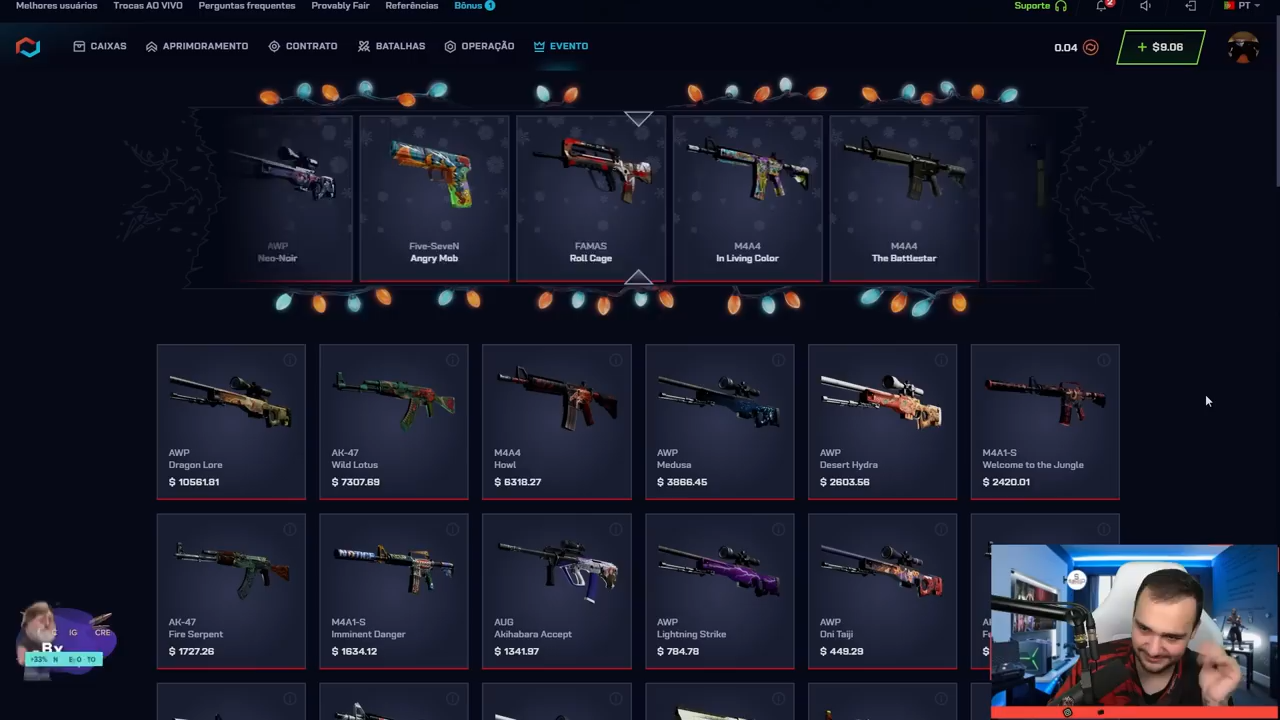 Melhores usuários Trocas AO VIVO Perguntas frequentes Provably Fair Referências Bônus 1 Suporte 2 PT
CAIXAS APRIMORAMENTO CONTRATO BATALHAS OPERAÇÃO EVENTO 0.04 + $9.06
AWP Five-SeveN FAMAS M4A4 M4A4
Neo-Noir Angry Mob Roll Cage In Living Color The Battlestar
AWP AK-47 M4A4 AWP AWP M4A1-S
Dragon Lore Wild Lotus Howl Medusa Desert Hydra Welcome to the Jungle
$ 10561.81 $ 7307.59 $ 6318.27 $ 3866.45 $ 2603.56 $ 2420.01
AK-47 M4A1-S AUG AWP AWP
Fire Serpent Imminent Danger Akihabara Accept Lightning Strike Oni Taiji
$ 1727.26 $ 1634.12 $ 1341.97 $ 784.78 $ 449.29